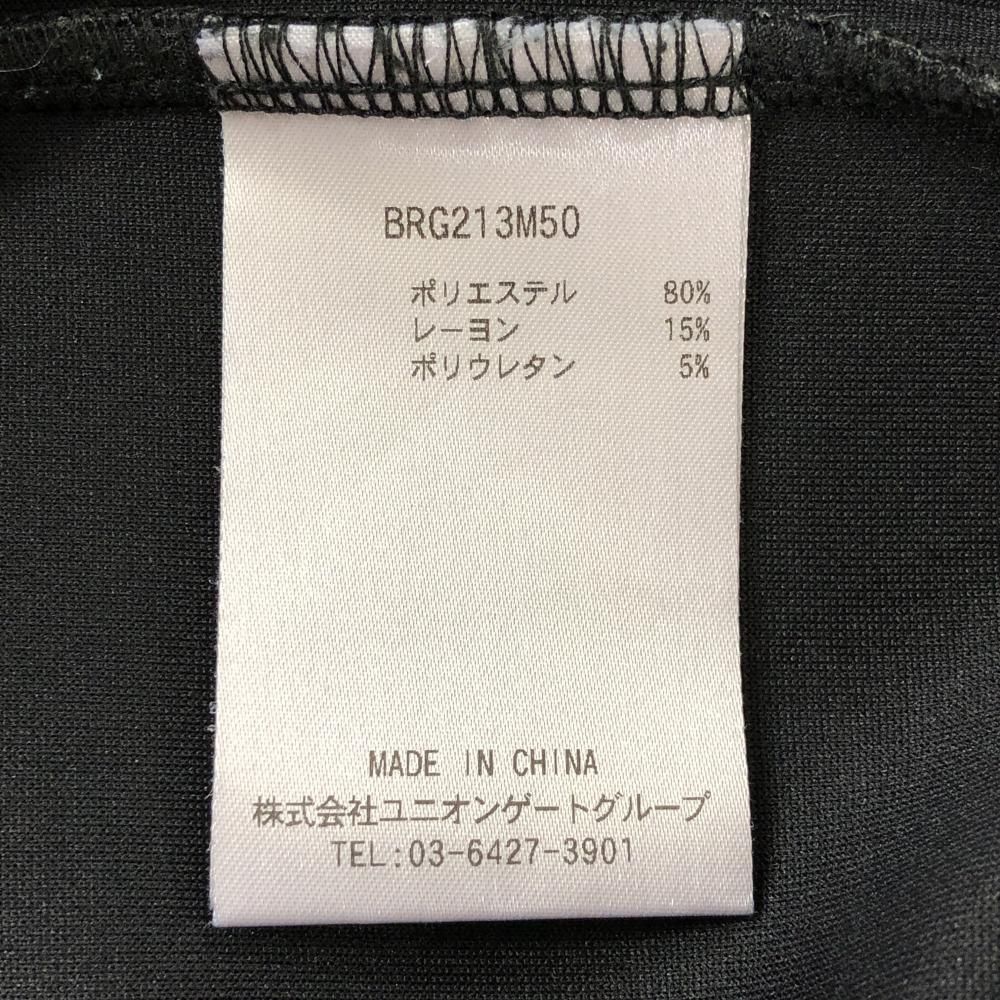 BRG213M50
ポリエステル 80%
レーヨン 15%
ポリウレタン 5%
MADE IN CHINA
株式会社ユニオンゲートグループ
TEL:03-6427-3901